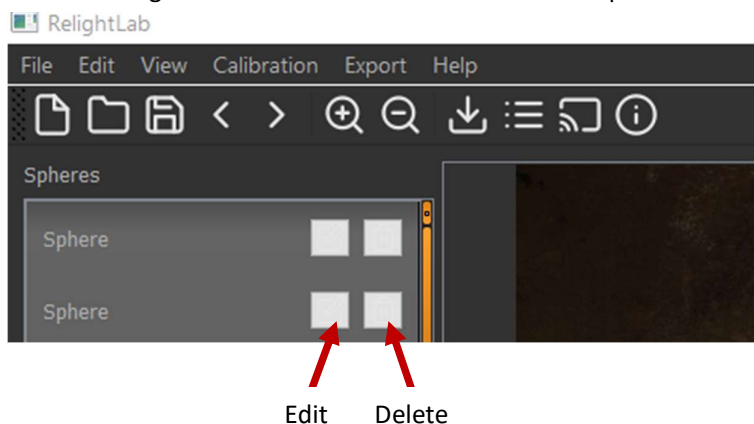 RelightLab
File Edit View Calibration Export Help
Spheres
Sphere
Sphere
Edit Delete